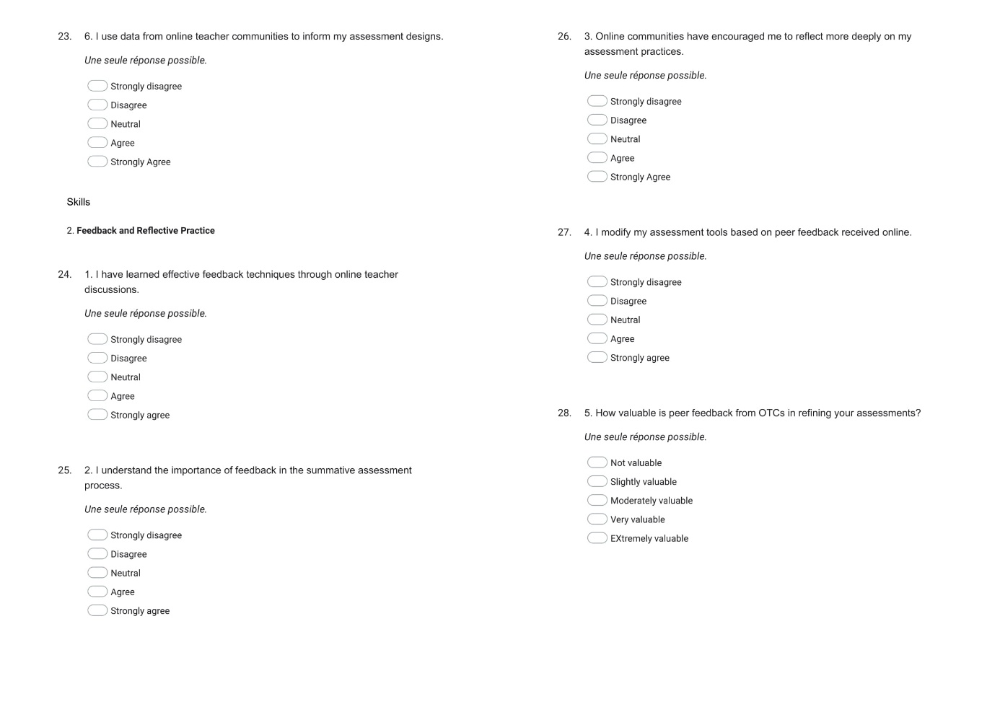 23. 6. I use data from online teacher communities to inform my assessment designs.
Une seule réponse possible.
Strongly disagree
Disagree
Neutral
Agree
Strongly Agree
Skills
2. Feedback and Reflective Practice
24. 1. I have learned effective feedback techniques through online teacher
discussions.
Une seule réponse possible.
Strongly disagree
Disagree
Neutral
Agree
Strongly agree
25. 2. I understand the importance of feedback in the summative assessment
process.
Une seule réponse possible.
Strongly disagree
Disagree
Neutral
Agree
Strongly agree
26. 3. Online communities have encouraged me to reflect more deeply on my
assessment practices.
Une seule réponse possible.
Strongly disagree
Disagree
Neutral
Agree
Strongly Agree
27. 4. I modify my assessment tools based on peer feedback received online.
Une seule réponse possible.
Strongly disagree
Disagree
Neutral
Agree
Strongly agree
28. 5. How valuable is peer feedback from OTCs in refining your assessments?
Une seule réponse possible.
Not valuable
Slightly valuable
Moderately valuable
Very valuable
EXtremely valuable